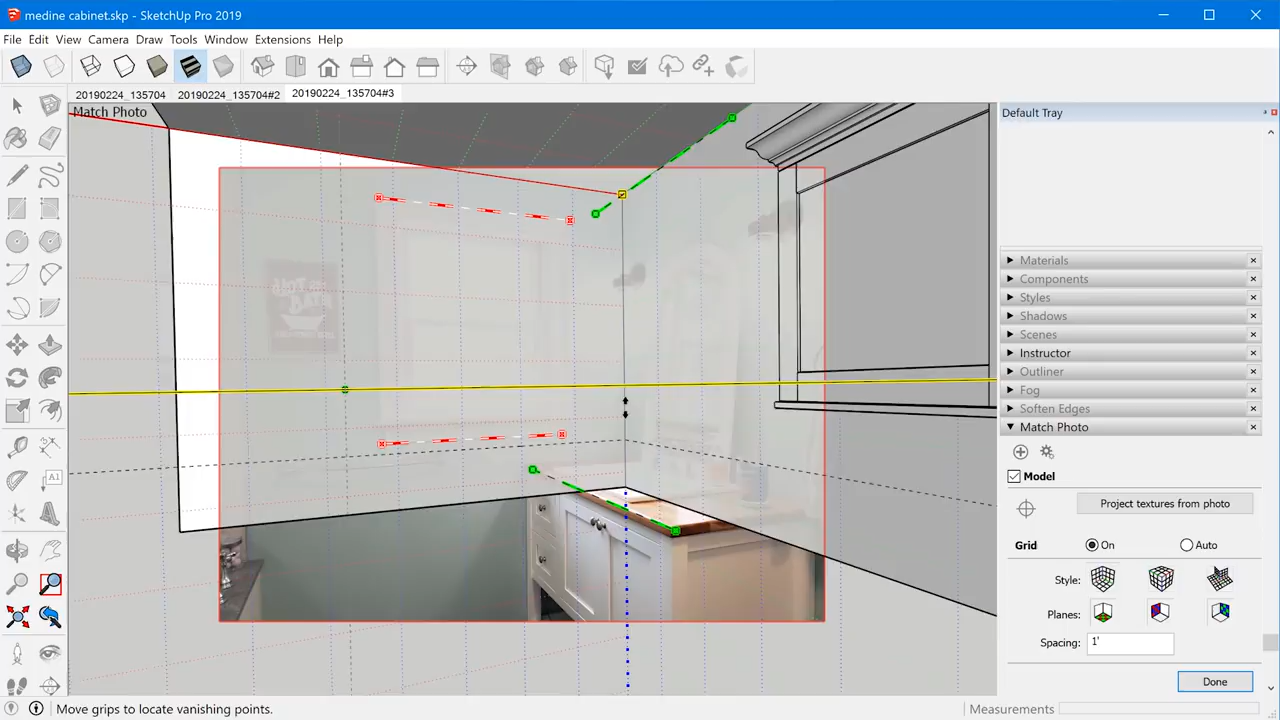 medine cabinet.skp - SketchUp Pro 2019
File Edit View Camera Draw Tools Window Extensions Help
20190224_135704 20190224_135704#2 20190224_135704#3
Match Photo
Default Tray
Materials
Components
Styles
Shadows
Scenes
Instructor
Outliner
Fog
Soften Edges
Match Photo
Model
Project textures from photo
Grid On Auto
Style:
Planes:
Spacing: 1'
Done
A1
Move grips to locate vanishing points.
Measurements